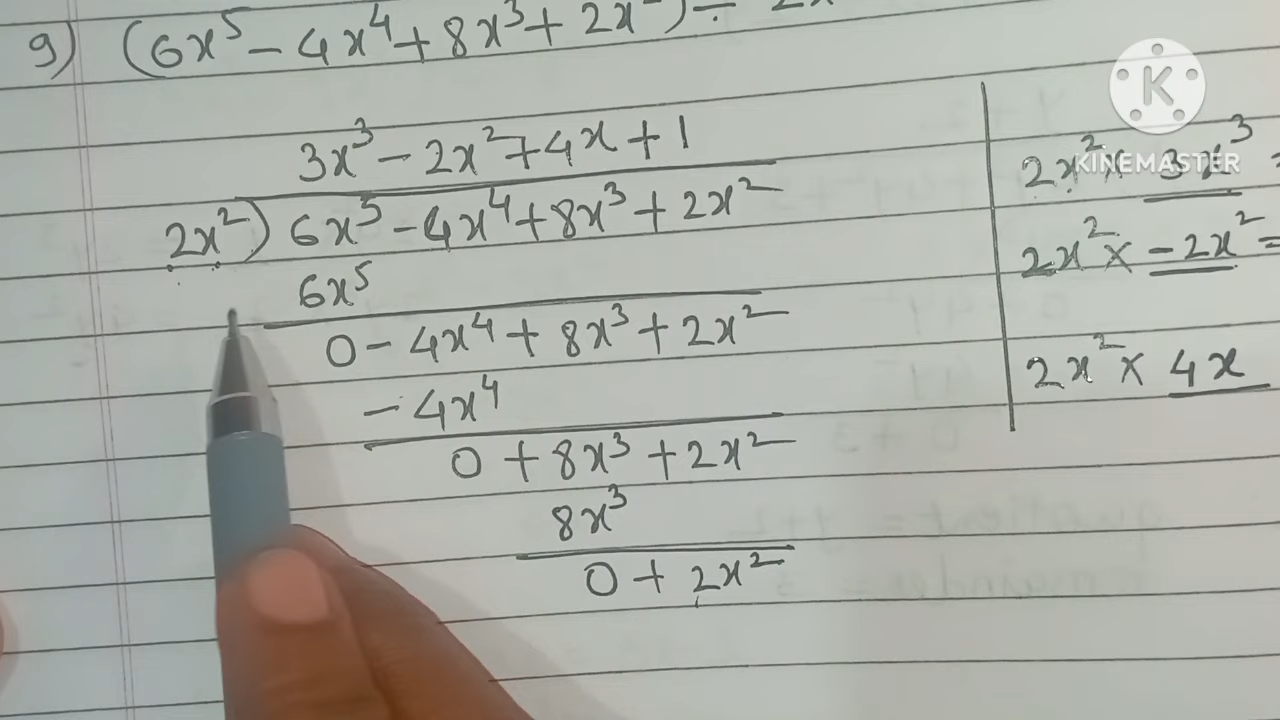 9) (6x⁵ - 4x⁴ + 8x³ + 2x²) ÷ 2x
3x³ - 2x² + 4x + 1
2x² ) 6x⁵ - 4x⁴ + 8x³ + 2x²
6x⁵
0 - 4x⁴ + 8x³ + 2x²
- 4x⁴
0 + 8x³ + 2x²
8x³
0 + 2x²
2x² × 3x³ =
2x² × -2x² =
2x² × 4x
K
KINEMASTER